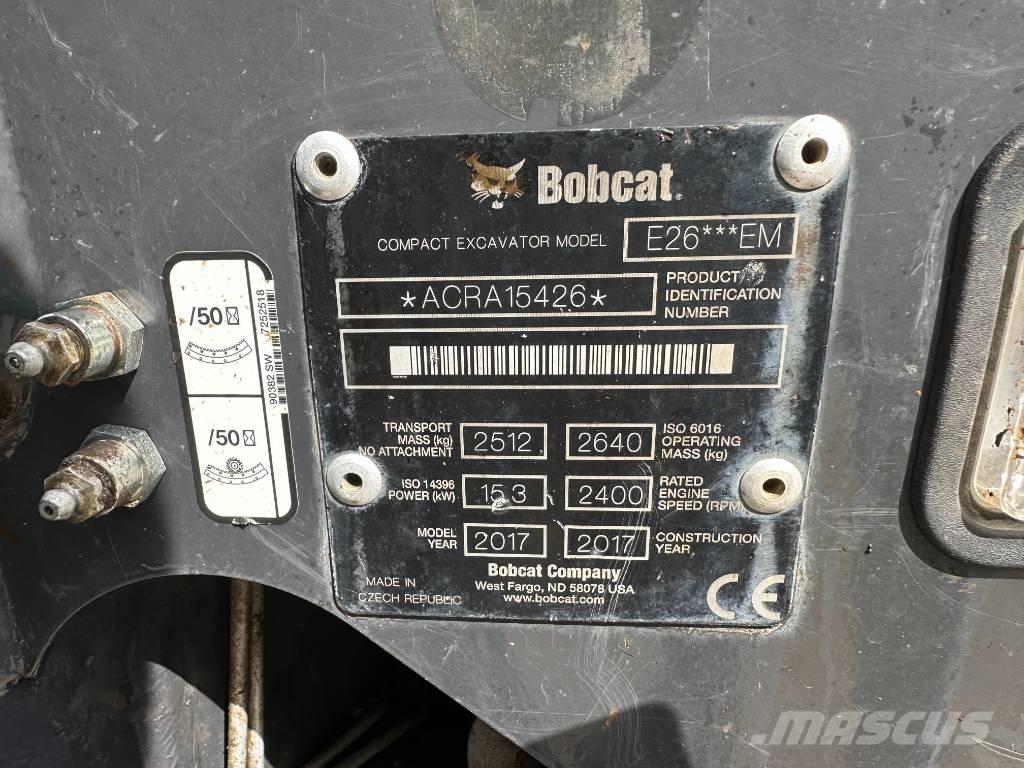 Bobcat.
COMPACT EXCAVATOR MODEL E26***EM
*ACRA15426* PRODUCT IDENTIFICATION NUMBER
TRANSPORT MASS (kg) NO ATTACHMENT 2512 2640 ISO 6016 OPERATING MASS (kg)
ISO 14396 POWER (kW) 15.3 2400 RATED ENGINE SPEED (RPM)
MODEL YEAR 2017 2017 CONSTRUCTION YEAR
Bobcat Company
West Fargo, ND 58078 USA
www.bobcat.com
MADE IN
CZECH REPUBLIC
CE
/50
/50
90382 SW 7252518
MASCUS